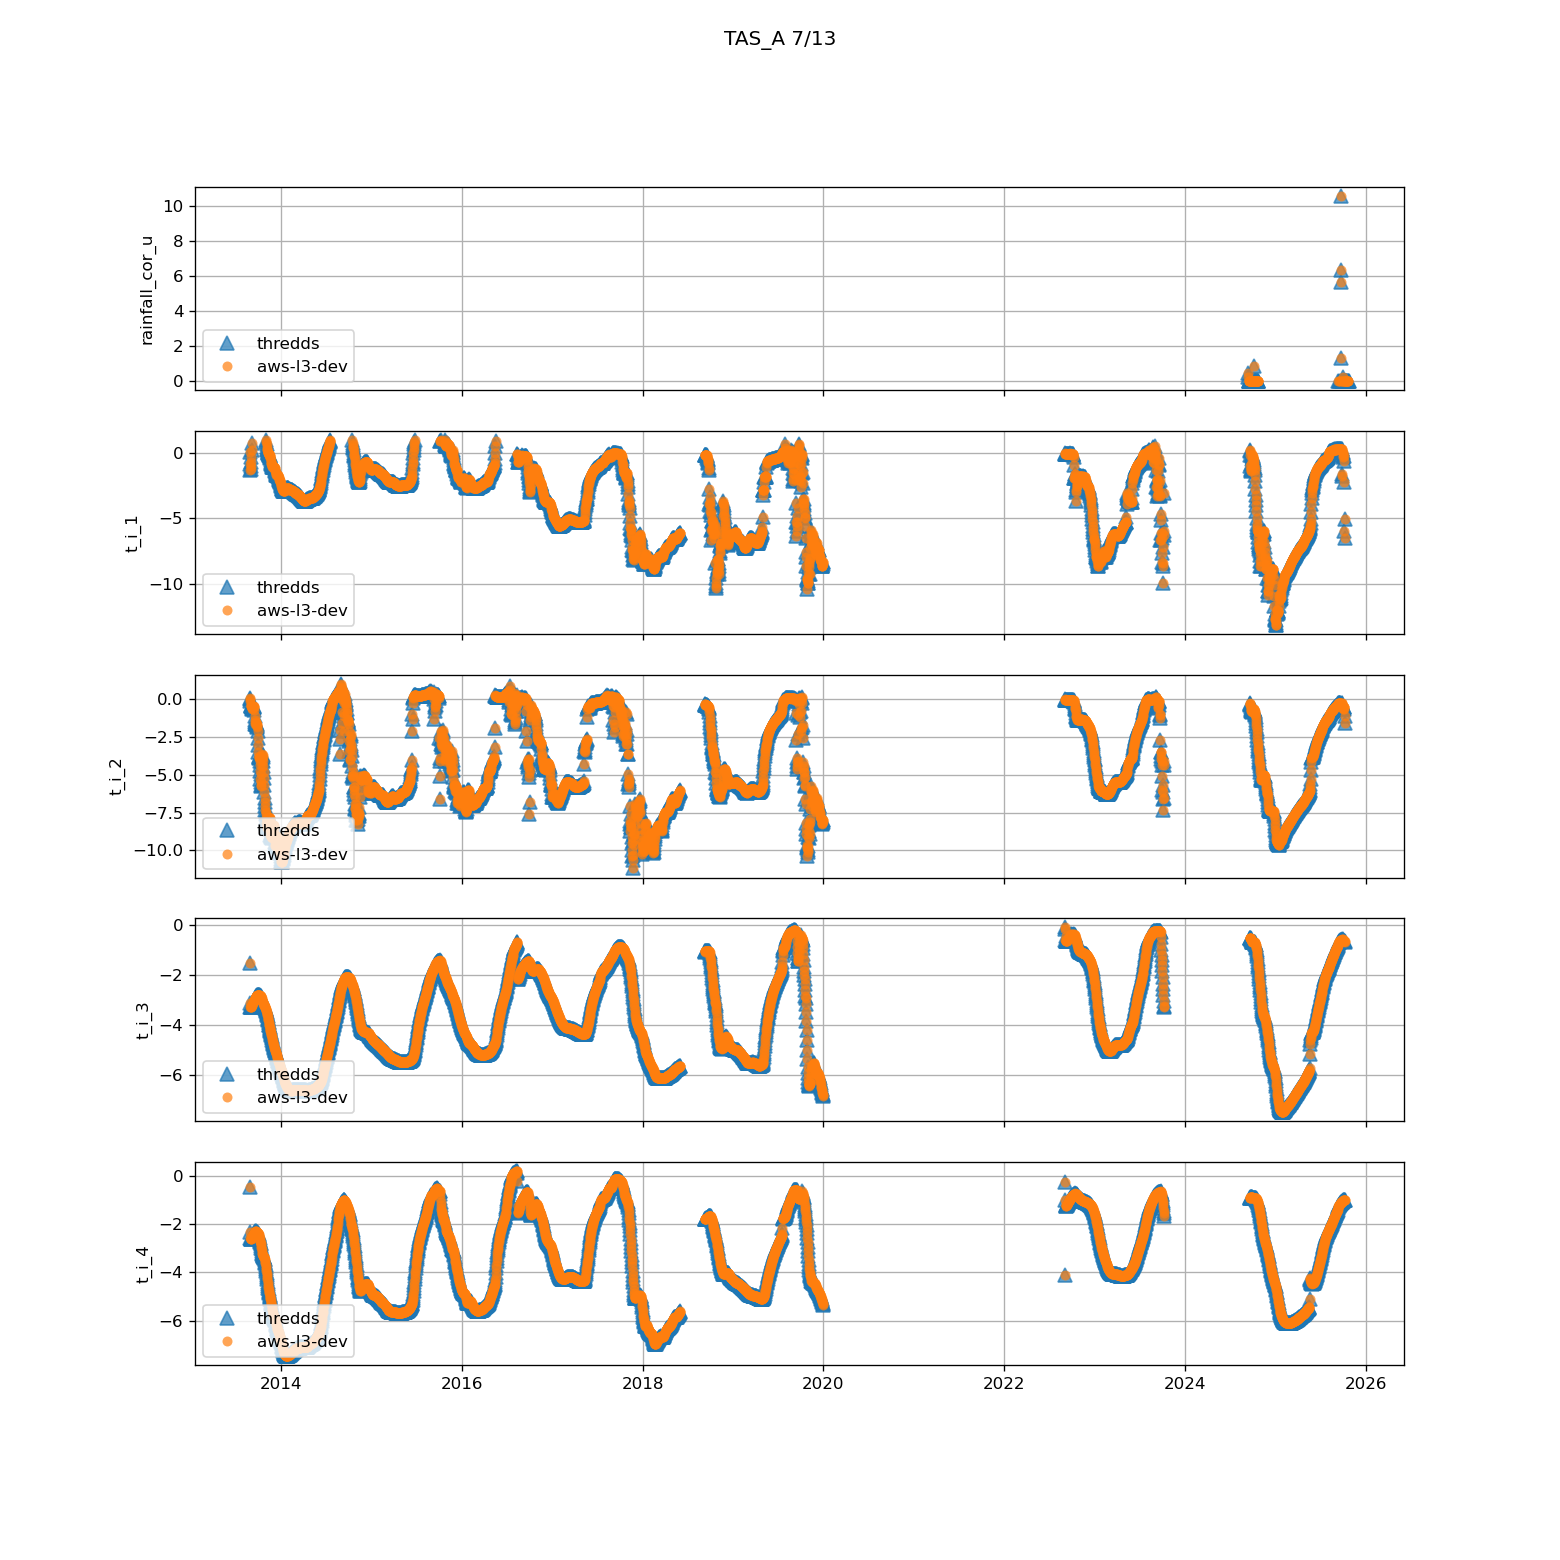 TAS_A 7/13
rainfall_cor_u
10
8
6
4
2
0
thredds
aws-l3-dev
t_i_1
0
−5
−10
thredds
aws-l3-dev
t_i_2
0.0
−2.5
−5.0
−7.5
−10.0
thredds
aws-l3-dev
t_i_3
0
−2
−4
−6
thredds
aws-l3-dev
t_i_4
0
−2
−4
−6
thredds
aws-l3-dev
2014 2016 2018 2020 2022 2024 2026